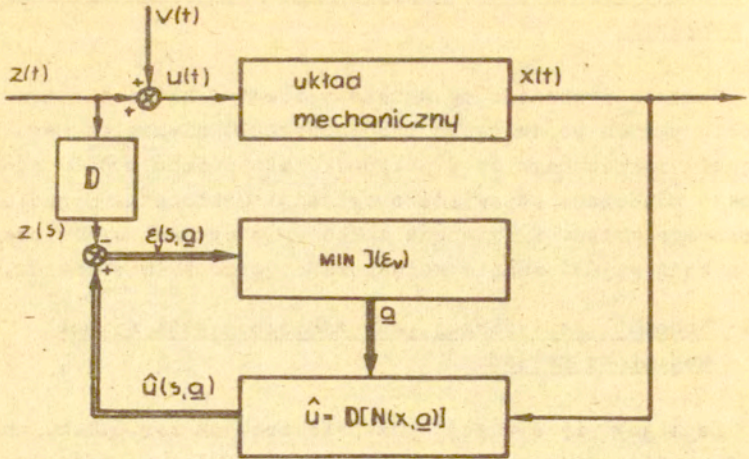 v(t)
z(t)
+
+
u(t)
układ
mechaniczny
x(t)
D
z(s)
-
+
ε(s,a)
v
MIN J(εᵥ)
a
û(s,a)
û = D[N(x,a)]